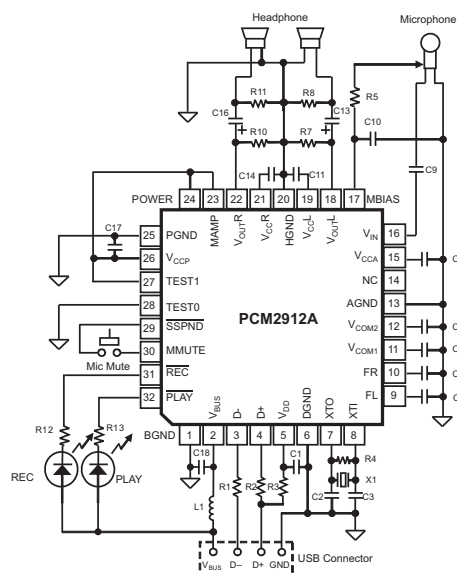 Headphone
Microphone
R11
R8
R5
C16
C13
C10
R10
R7
C14
C11
C9
24
23
22
21
20
19
18
17
POWER
MBIAS
MAMP
VOUTR
VCCR
HGND
VCCL
VOUTL
C17
25
PGND
26
VCCP
27
TEST1
28
TEST0
29
SSPND
30
MMUTE
31
REC
32
PLAY
Mic Mute
PCM2912A
VIN
16
VCCA
15
NC
14
AGND
13
VCOM2
12
VCOM1
11
FR
10
FL
9
VBUS
D-
D+
VDD
DGND
XTO
XTI
BGND
1
2
3
4
5
6
7
8
R12
R13
REC
PLAY
C18
C1
R4
L1
R1
R2
R3
X1
C2
C3
VBUS
D–
D+
GND
USB Connector